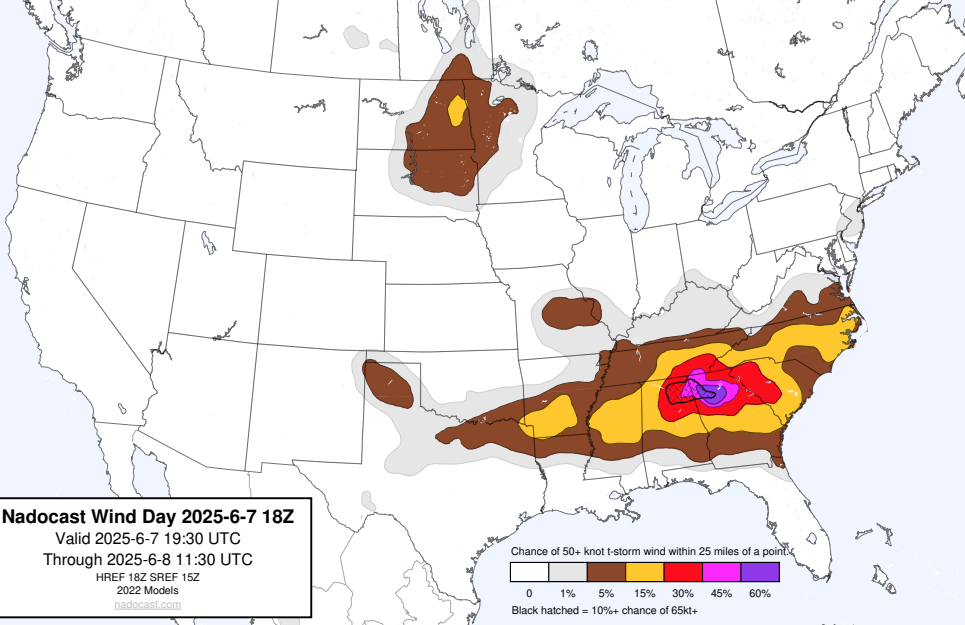 Nadocast Wind Day 2025-6-7 18Z
Valid 2025-6-7 19:30 UTC
Through 2025-6-8 11:30 UTC
HREF 18Z SREF 15Z
2022 Models
nadocast.com
Chance of 50+ knot t-storm wind within 25 miles of a point.
0 1% 5% 15% 30% 45% 60%
Black hatched = 10%+ chance of 65kt+